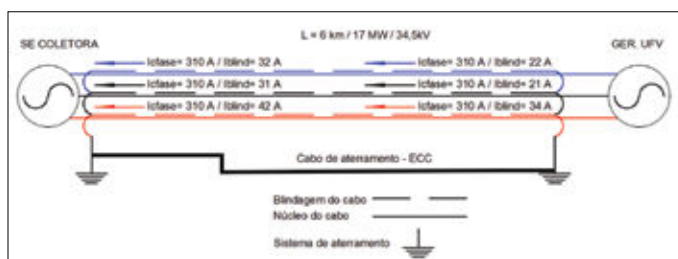 L = 6 km / 17 MW / 34,5kV
SE COLETORA
GER. UFV
Icfase= 310 A / Iblind= 32 A
Icfase= 310 A / Iblind= 22 A
Icfase= 310 A / Iblind= 31 A
Icfase= 310 A / Iblind= 21 A
Icfase= 310 A / Iblind= 42 A
Icfase= 310 A / Iblind= 34 A
Cabo de aterramento - ECC
Blindagem do cabo
Núcleo do cabo
Sistema de aterramento